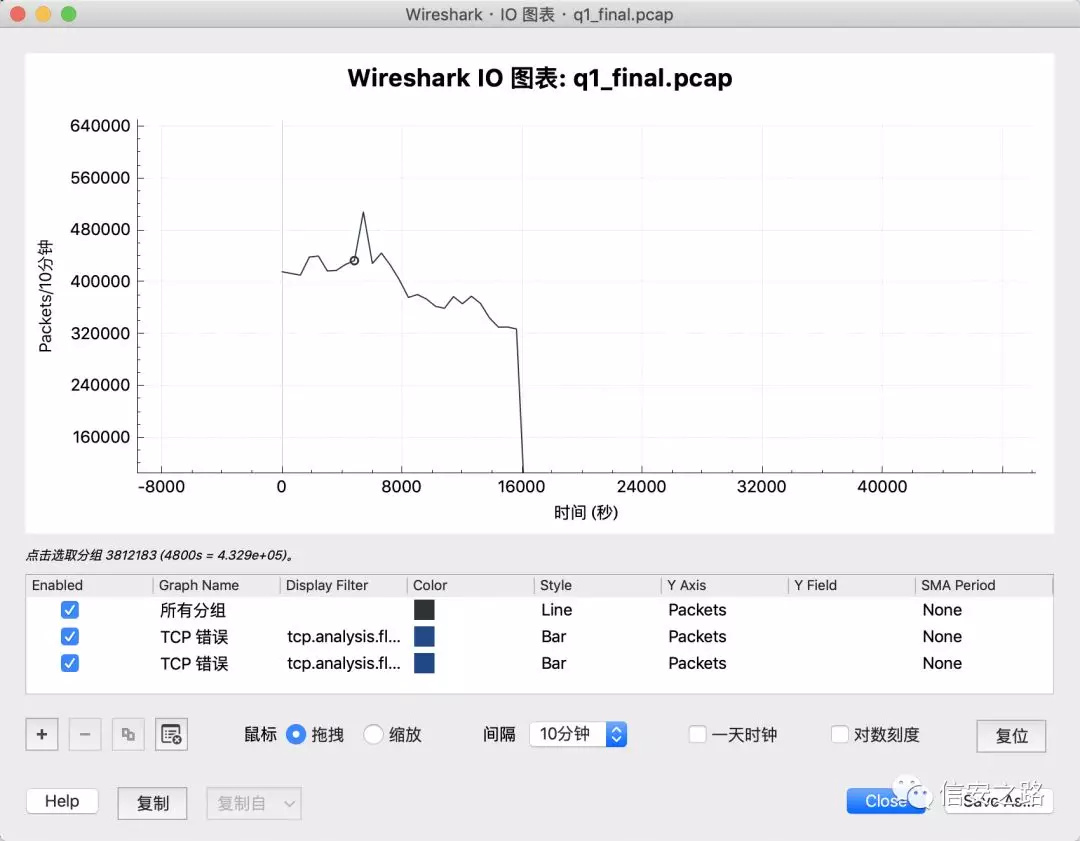 Wireshark · IO 图表 · q1_final.pcap
Wireshark IO 图表: q1_final.pcap
640000
560000
480000
400000
320000
240000
160000
Packets/10分钟
-8000 0 8000 16000 24000 32000 40000
时间 (秒)
点击选取分组 3812183 (4800s = 4.329e+05)。
Enabled Graph Name Display Filter Color Style Y Axis Y Field SMA Period
所有分组 Line Packets None
TCP 错误 tcp.analysis.fl... Bar Packets None
TCP 错误 tcp.analysis.fl... Bar Packets None
+ − 鼠标 拖拽 缩放 间隔 10分钟 一天时钟 对数刻度 复位
Help 复制 复制自 Close Save As...
信安之路